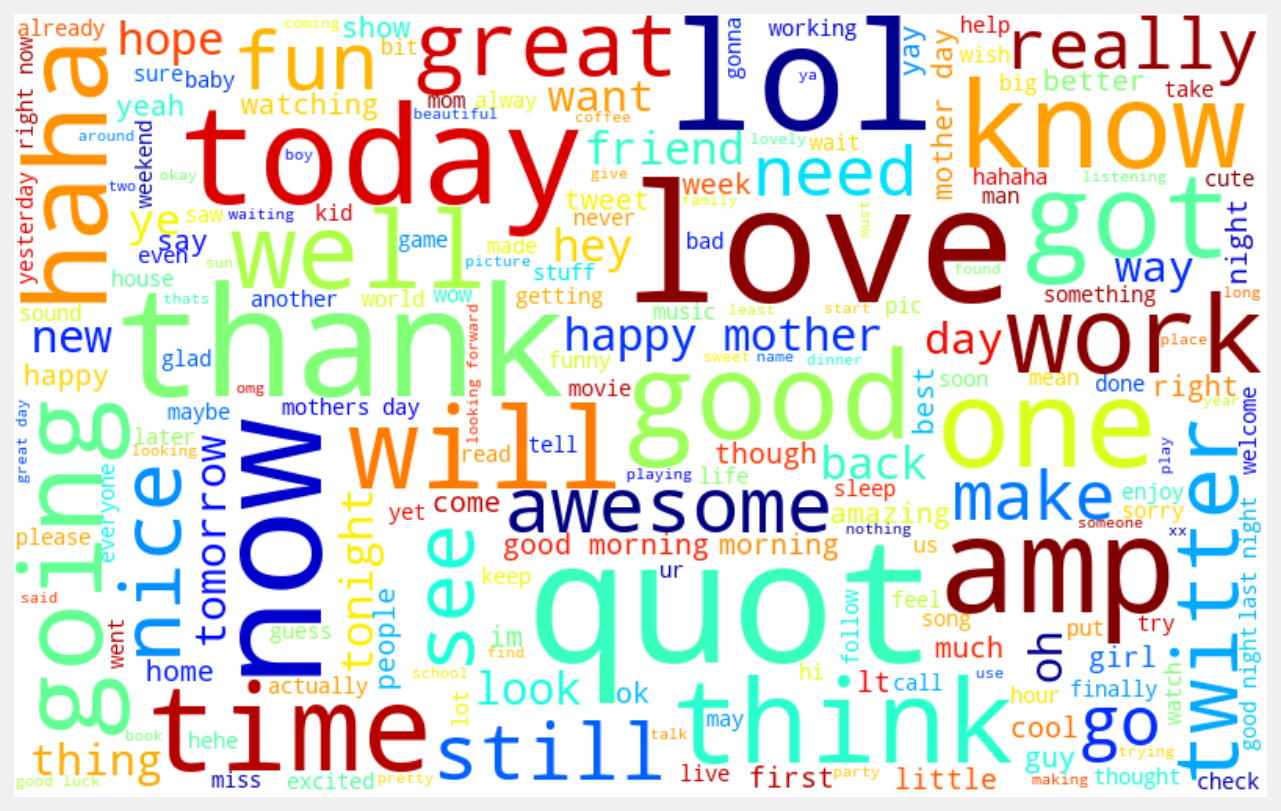 already
hope
coming
show
fun
bit
great
lol
gonna
working
yay
help
wish
really
haha
right now
yesterday
sure
baby
yeah
watching
mom
alway
want
ya
mother day
big
better
take
know
beautiful
coffee
today
around
weekend
boy
friend
lovely
wait
need
okay
two
give
week
hahaha
listening
cute
man
ye
saw
waiting
kid
tweet
family
never
love
must
got
night
say
even
well
game
made
hey
bad
way
sun
picture
stuff
found
house
thats
another
world
wow
getting
something
long
sound
thank
music
least
start
pic
work
new
glad
happy mother
day
place
funny
sweet
name
dinner
happy
omg
looking forward
movie
good
best
soon
mean
done
right
great day
going
maybe
mothers day
one
year
welcome
later
looking
will
read
tell
though
back
play
twitter
everyone
nice
tomorrow
now
playing
life
sleep
make
enjoy
sorry
tonight
yet
come
awesome
amazing
someone
xx
last night
please
good morning
morning
nothing
us
amp
see
keep
ur
quot
said
people
feel
follow
song
put
try
went
guess
im
find
much
oh
girl
home
actually
school
look
ok
hi
lt
call
use
hour
finally
watch
good night
time
lot
think
may
cool
go
thing
book
hehe
still
talk
guy
trying
good luck
miss
excited
pretty
live
first
party
little
making
thought
check